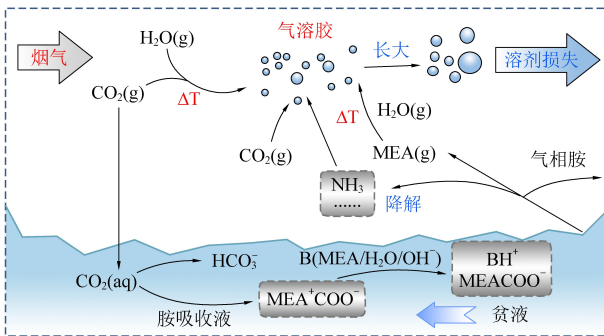 烟气
H₂O(g)
气溶胶
长大
溶剂损失
CO₂(g)
ΔT
ΔT
H₂O(g)
CO₂(g)
MEA(g)
气相胺
NH₃
……
降解
HCO₃⁻
B(MEA/H₂O/OH⁻)
BH⁺
MEACOO⁻
CO₂(aq)
MEA⁺COO⁻
胺吸收液
贫液